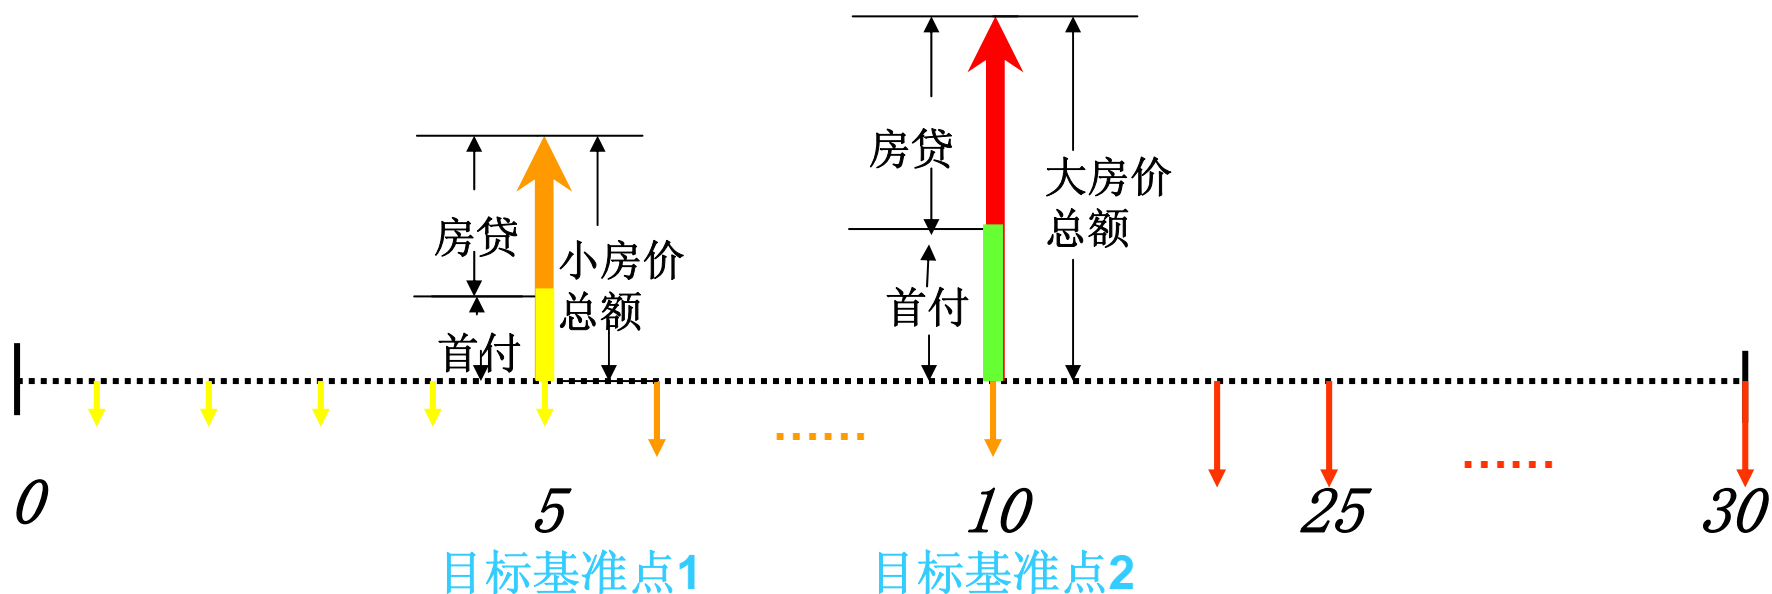 房贷
大房价
总额
房贷
小房价
总额
首付
首付
......
......
0
5
10
25
30
目标基准点1
目标基准点2